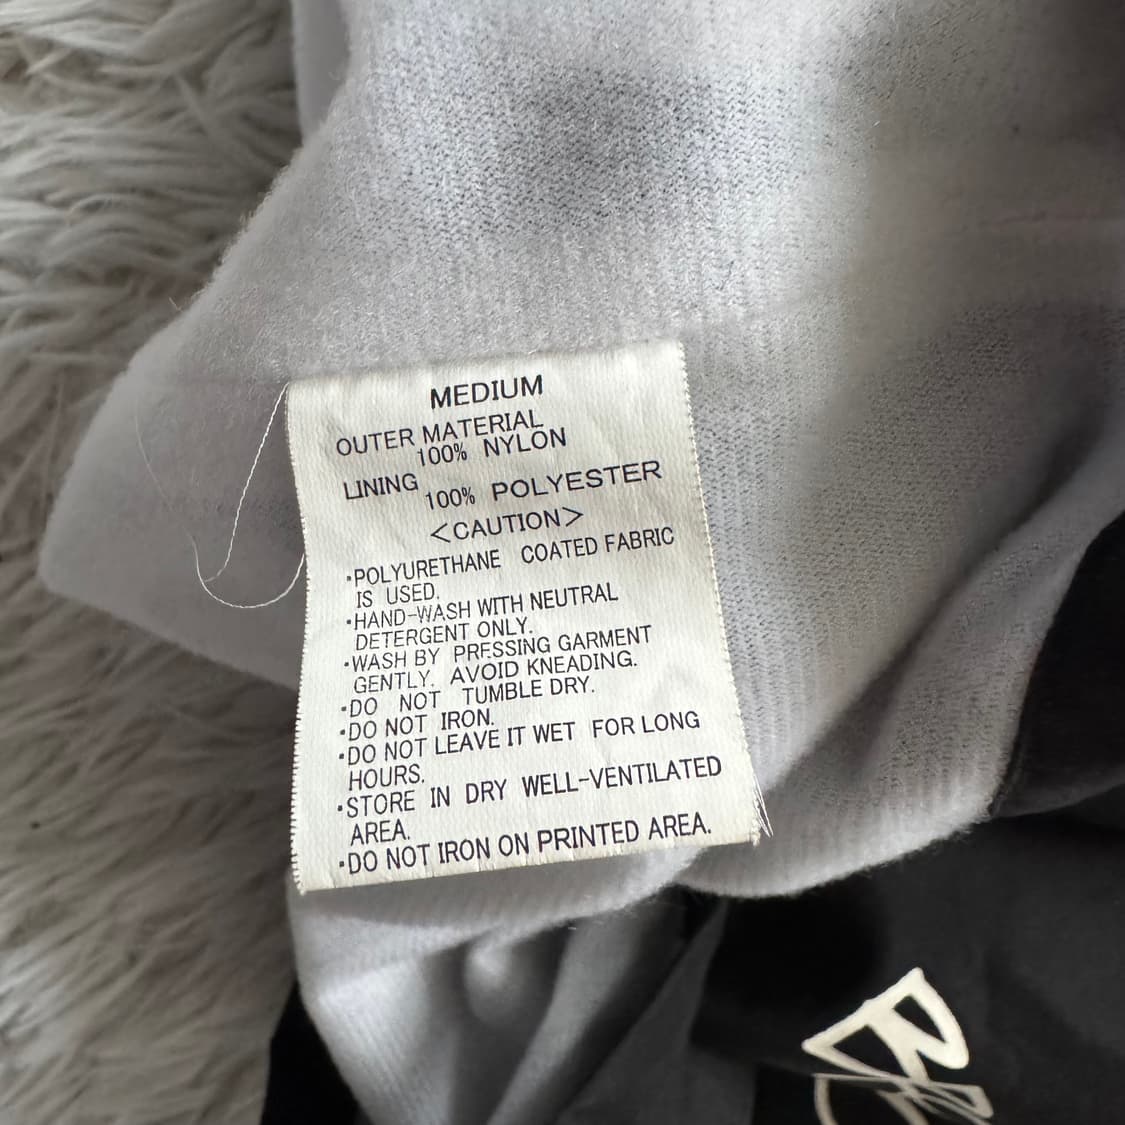 MEDIUM
OUTER MATERIAL
100% NYLON
LINING
100% POLYESTER
<CAUTION>
·POLYURETHANE COATED FABRIC
IS USED.
·HAND-WASH WITH NEUTRAL
DETERGENT ONLY.
·WASH BY PRESSING GARMENT
GENTLY. AVOID KNEADING.
·DO NOT TUMBLE DRY.
·DO NOT IRON.
·DO NOT LEAVE IT WET FOR LONG
HOURS.
·STORE IN DRY WELL-VENTILATED
AREA.
·DO NOT IRON ON PRINTED AREA.